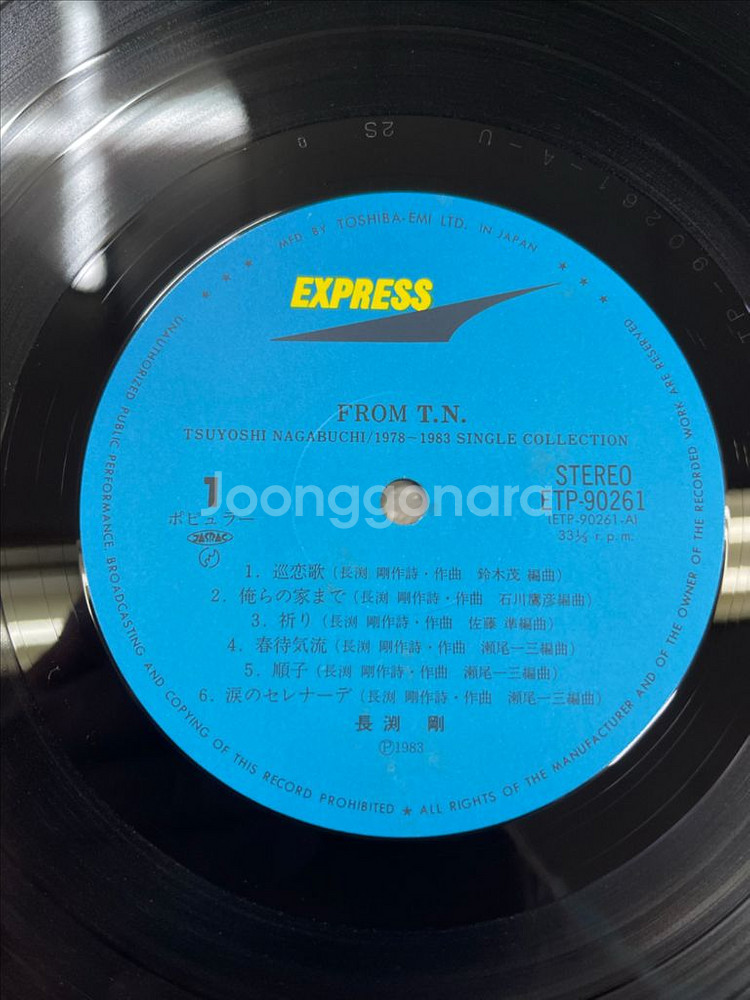 TP-90261-A-U 2S
MFD. BY TOSHIBA·EMI LTD. IN JAPAN
EXPRESS
FROM T.N.
TSUYOSHI NAGABUCHI/1978~1983 SINGLE COLLECTION
1
ポピュラー
JASRAC
STEREO
ETP-90261
(ETP-90261-A)
33⅓ r.p.m.
Joonggonara
1. 巡恋歌 (長渕 剛作詩・作曲 鈴木茂 編曲)
2. 俺らの家まで (長渕 剛作詩・作曲 石川鷹彦編曲)
3. 祈り (長渕 剛作詩・作曲 佐藤 準編曲)
4. 春待気流 (長渕 剛作詩・作曲 瀬尾一三編曲)
5. 順子 (長渕 剛作詩・作曲 瀬尾一三編曲)
6. 涙のセレナーデ (長渕 剛作詩・作曲 瀬尾一三編曲)
長渕 剛
Ⓟ1983
UNAUTHORIZED PUBLIC PERFORMANCE, BROADCASTING AND COPYING OF THIS RECORD PROHIBITED ★ ALL RIGHTS OF THE MANUFACTURER AND OF THE OWNER OF THE RECORDED WORK ARE RESERVED